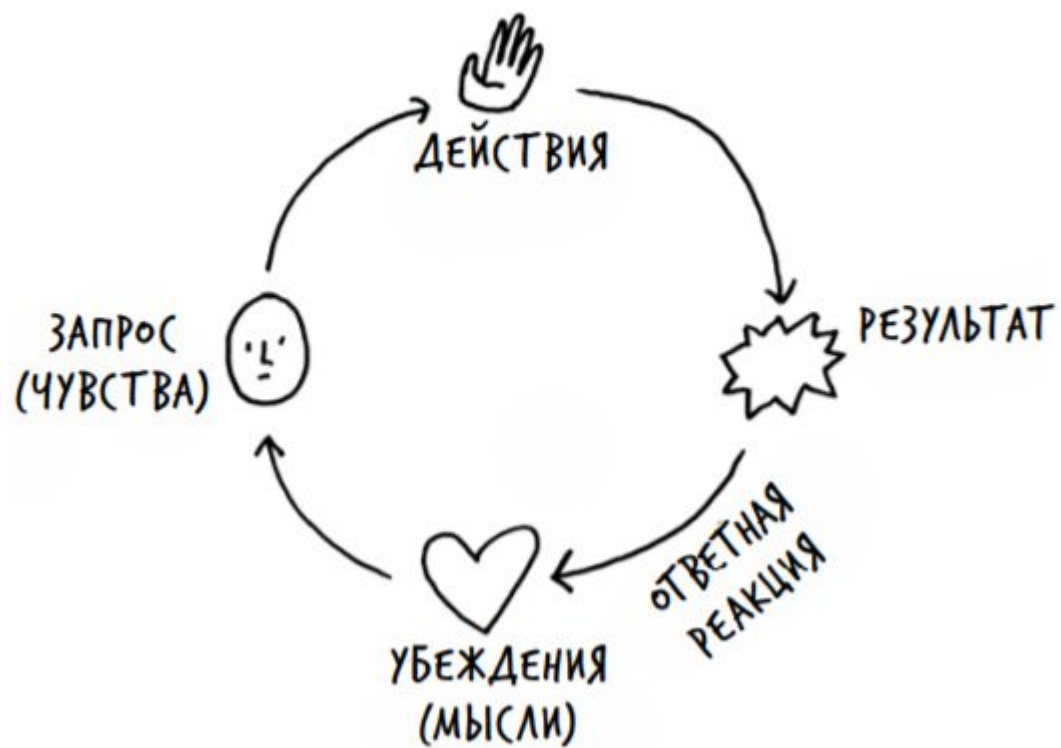 ДЕЙСТВИЯ
ЗАПРОС
(ЧУВСТВА)
РЕЗУЛЬТАТ
ОТВЕТНАЯ
РЕАКЦИЯ
УБЕЖДЕНИЯ
(МЫСЛИ)